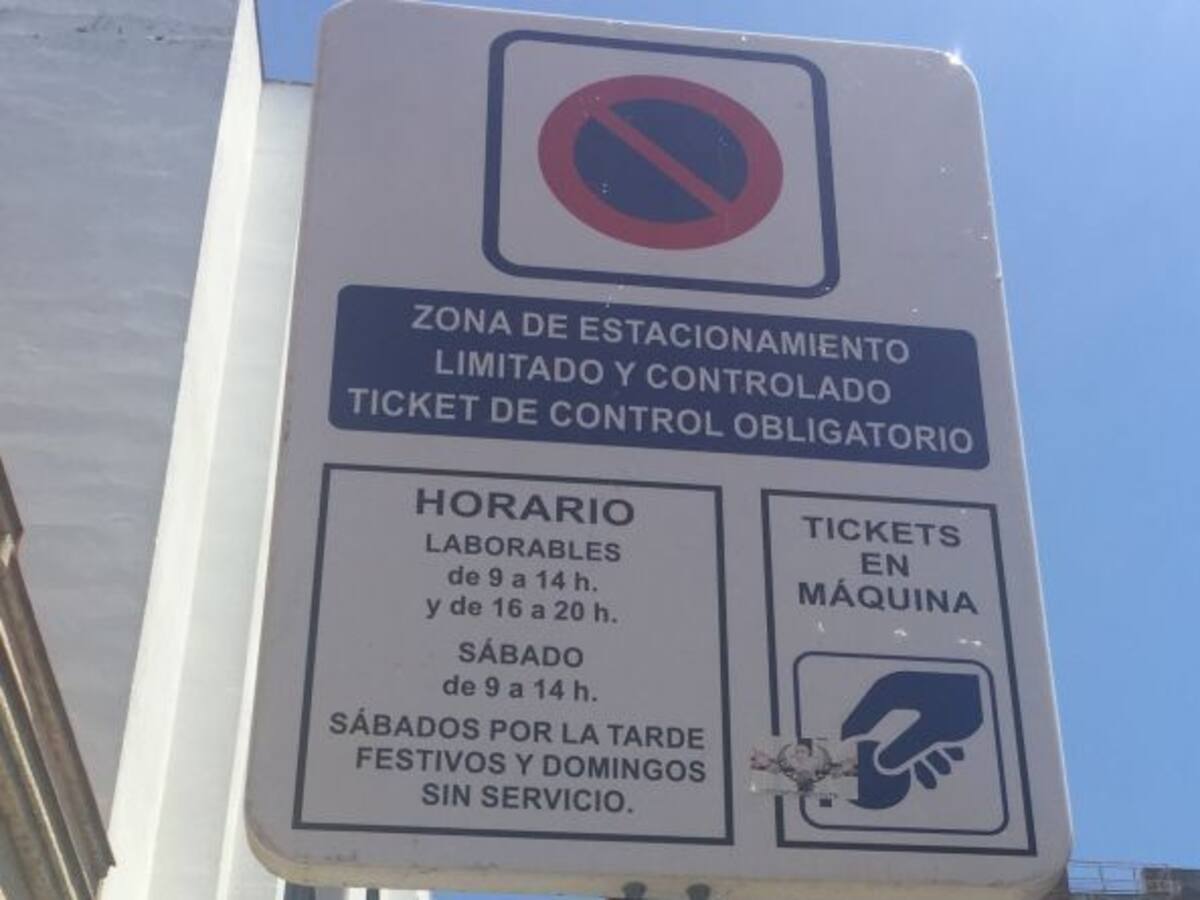 ZONA DE ESTACIONAMIENTO
LIMITADO Y CONTROLADO
TICKET DE CONTROL OBLIGATORIO
HORARIO
LABORABLES
de 9 a 14 h.
y de 16 a 20 h.
SÁBADO
de 9 a 14 h.
SÁBADOS POR LA TARDE
FESTIVOS Y DOMINGOS
SIN SERVICIO.
TICKETS
EN
MÁQUINA